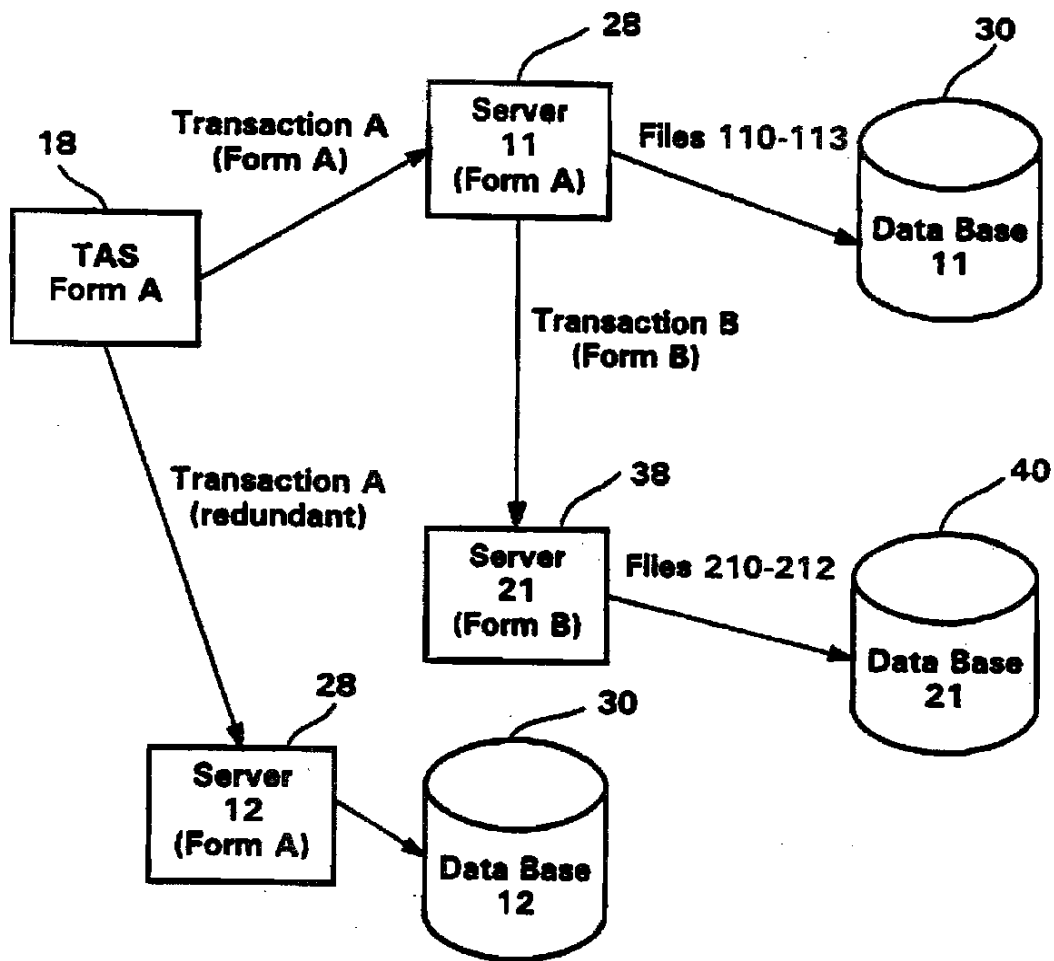 28
30
18
Transaction A
(Form A)
Server
11
(Form A)
Files 110-113
Data Base
11
TAS
Form A
Transaction B
(Form B)
Transaction A
(redundant)
38
40
Server
21
(Form B)
Files 210-212
Data Base
21
28
30
Server
12
(Form A)
Data Base
12